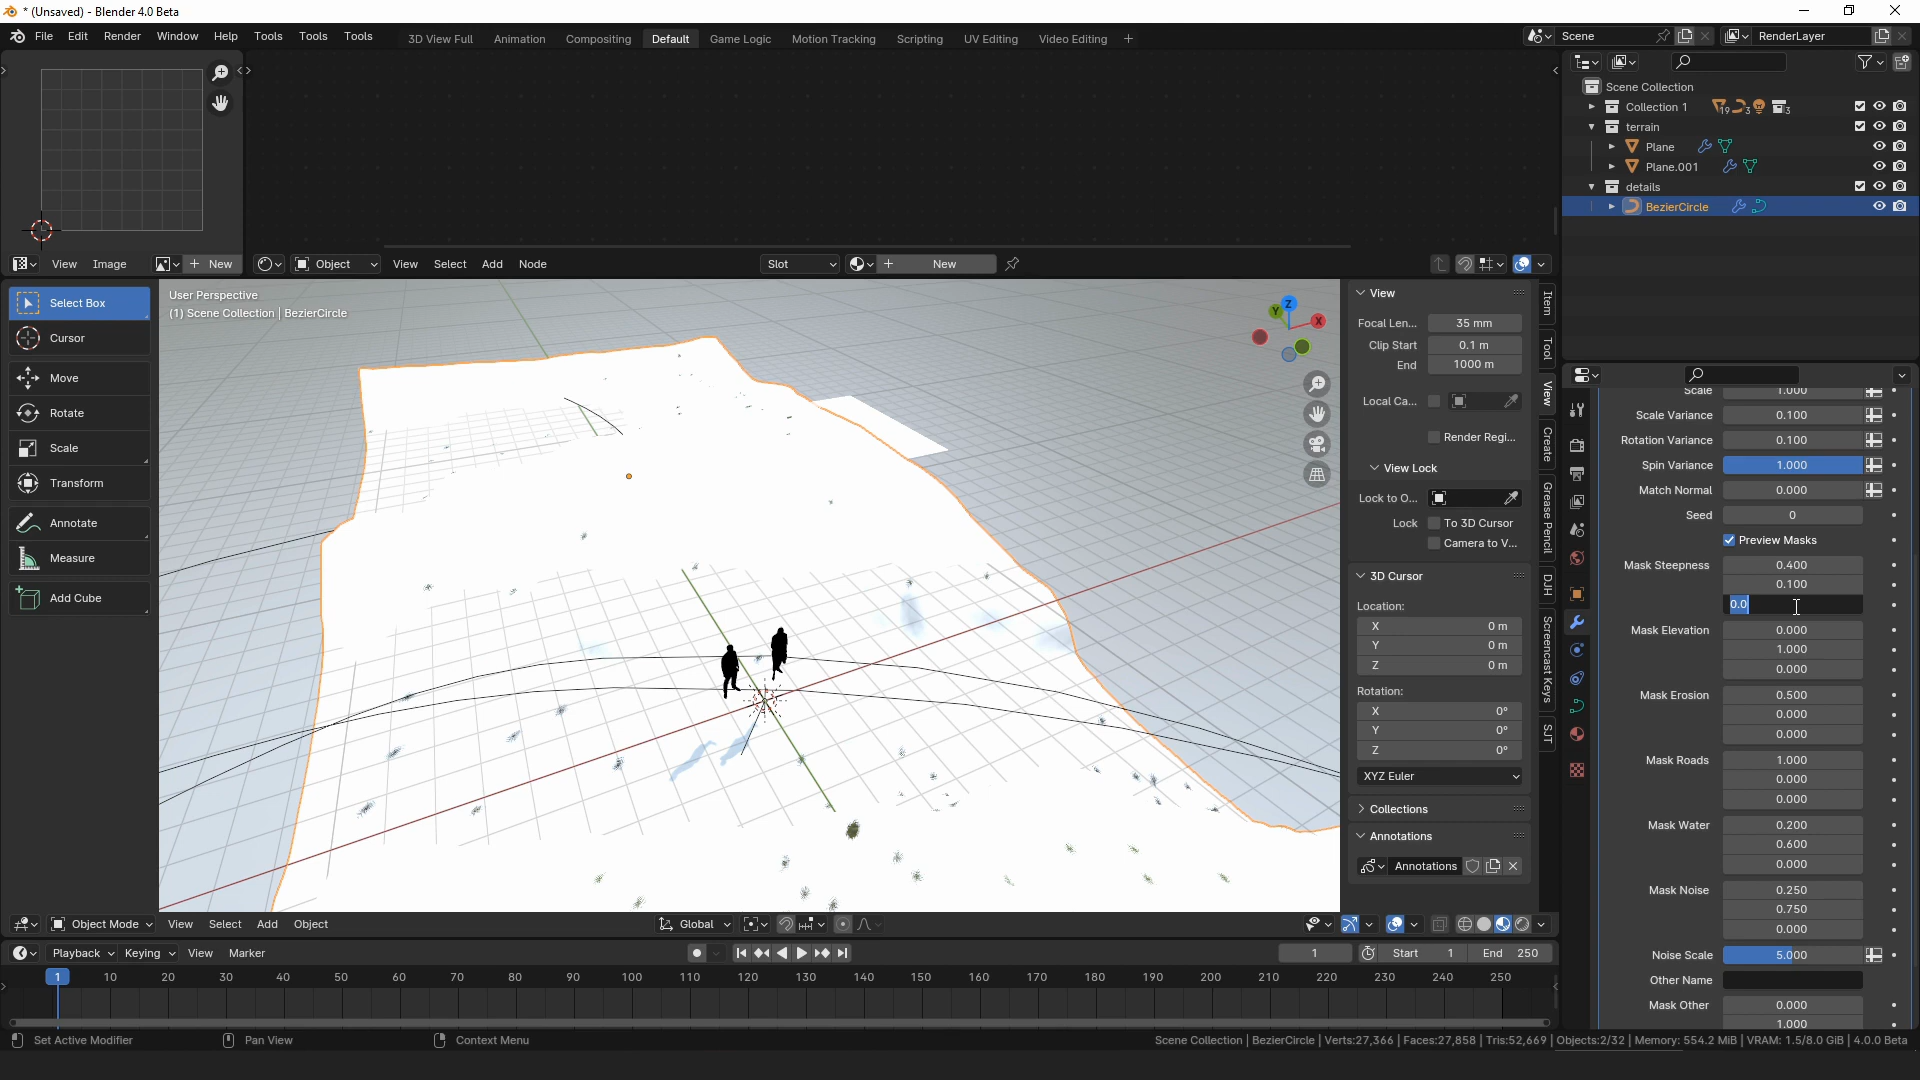 * (Unsaved) - Blender 4.0 Beta
File Edit Render Window Help Tools Tools Tools
3D View Full Animation Compositing Default Game Logic Motion Tracking Scripting UV Editing Video Editing
Scene
RenderLayer
View Image New
Object View Select Add Node
Slot New
Scene Collection
Collection 1 19 3 3
terrain
Plane
Plane.001
details
BezierCircle
Select Box
Cursor
Move
Rotate
Scale
Transform
Annotate
Measure
Add Cube
User Perspective
(1) Scene Collection | BezierCircle
X
Y
Z
View
Focal Len... 35 mm
Clip Start 0.1 m
End 1000 m
Local Ca...
Render Regi...
View Lock
Lock to O...
Lock To 3D Cursor
Camera to V...
3D Cursor
Location:
X 0 m
Y 0 m
Z 0 m
Rotation:
X 0°
Y 0°
Z 0°
XYZ Euler
Collections
Annotations
Annotations
Item
Tool
View
Create
Grease Pencil
DJH
Screencast Keys
SJT
Scale 1.000
Scale Variance 0.100
Rotation Variance 0.100
Spin Variance 1.000
Match Normal 0.000
Seed 0
Preview Masks
Mask Steepness 0.400
0.100
0.0
Mask Elevation 0.000
1.000
0.000
Mask Erosion 0.500
0.000
0.000
Mask Roads 1.000
0.000
0.000
Mask Water 0.200
0.600
0.000
Mask Noise 0.250
0.750
0.000
Noise Scale 5.000
Other Name
Mask Other 0.000
1.000
Object Mode View Select Add Object
Global
Playback Keying View Marker
1 Start 1 End 250
1 10 20 30 40 50 60 70 80 90 100 110 120 130 140 150 160 170 180 190 200 210 220 230 240 250
Set Active Modifier Pan View Context Menu
Scene Collection | BezierCircle | Verts:27,366 | Faces:27,858 | Tris:52,669 | Objects:2/32 | Memory: 554.2 MiB | VRAM: 1.5/8.0 GiB | 4.0.0 Beta